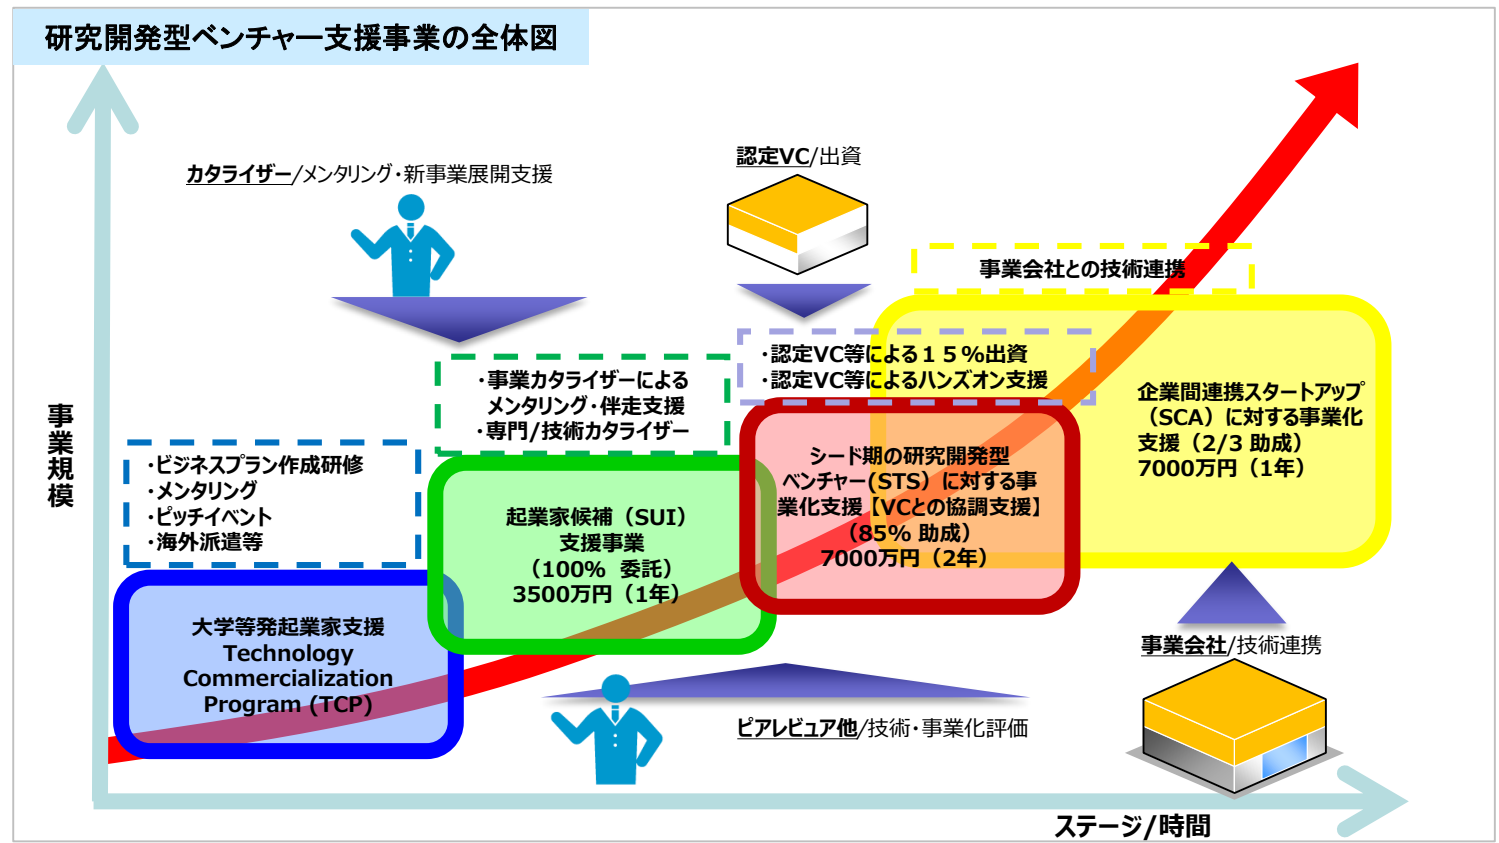 研究開発型ベンチャー支援事業の全体図
カタライザー/メンタリング・新事業展開支援
認定VC/出資
事業会社との技術連携
・認定VC等による１５%出資
・認定VC等によるハンズオン支援
・事業カタライザーによる
メンタリング・伴走支援
・専門/技術カタライザー
・ビジネスプラン作成研修
・メンタリング
・ピッチイベント
・海外派遣等
事業規模
企業間連携スタートアップ
（SCA）に対する事業化
支援（2/3 助成）
7000万円（1年）
シード期の研究開発型
ベンチャー(STS）に対する事
業化支援【VCとの協調支援】
（85% 助成）
7000万円（2年）
起業家候補（SUI）
支援事業
（100%  委託）
3500万円（1年）
大学等発起業家支援
Technology
Commercialization
Program (TCP)
事業会社/技術連携
ピアレビュア他/技術・事業化評価
ステージ/時間